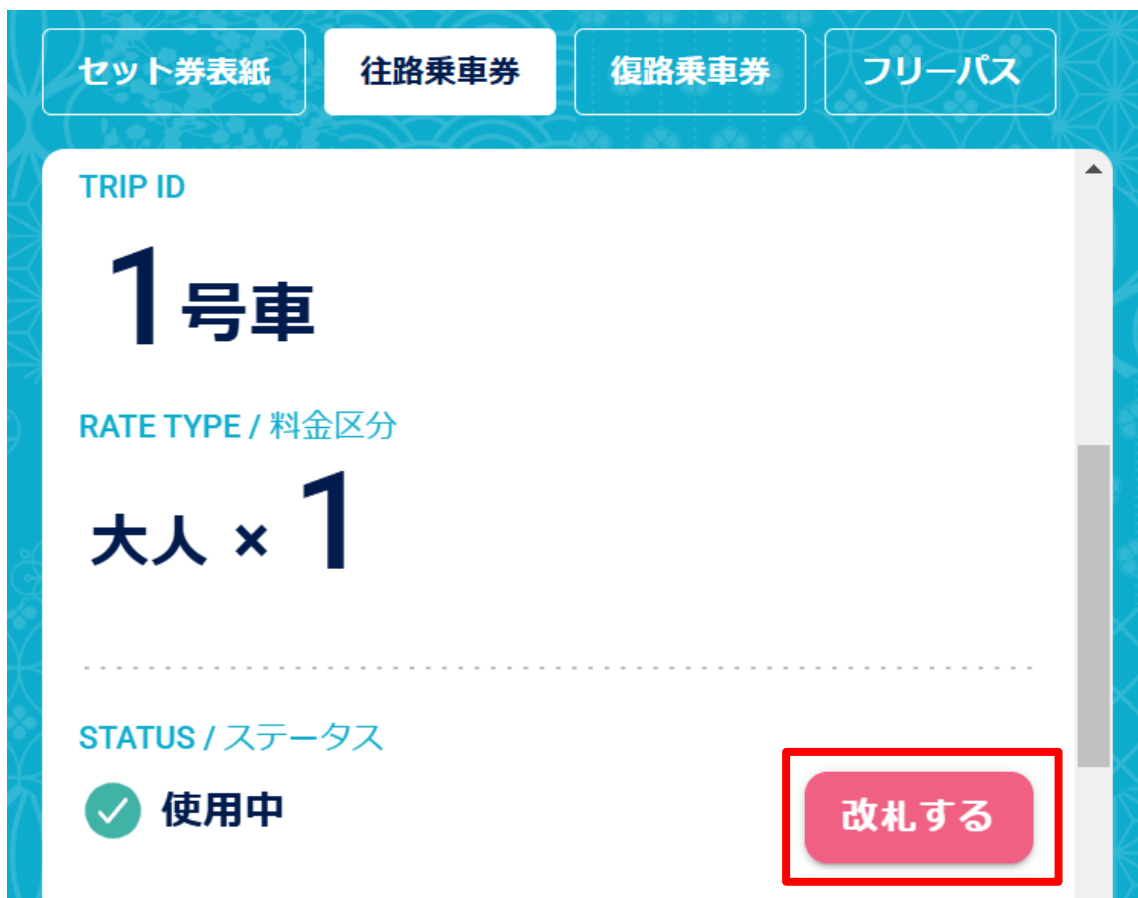 セット券表紙 往路乗車券 復路乗車券 フリーパス
TRIP ID
1号車
RATE TYPE / 料金区分
大人 × 1
STATUS / ステータス
使用中 改札する